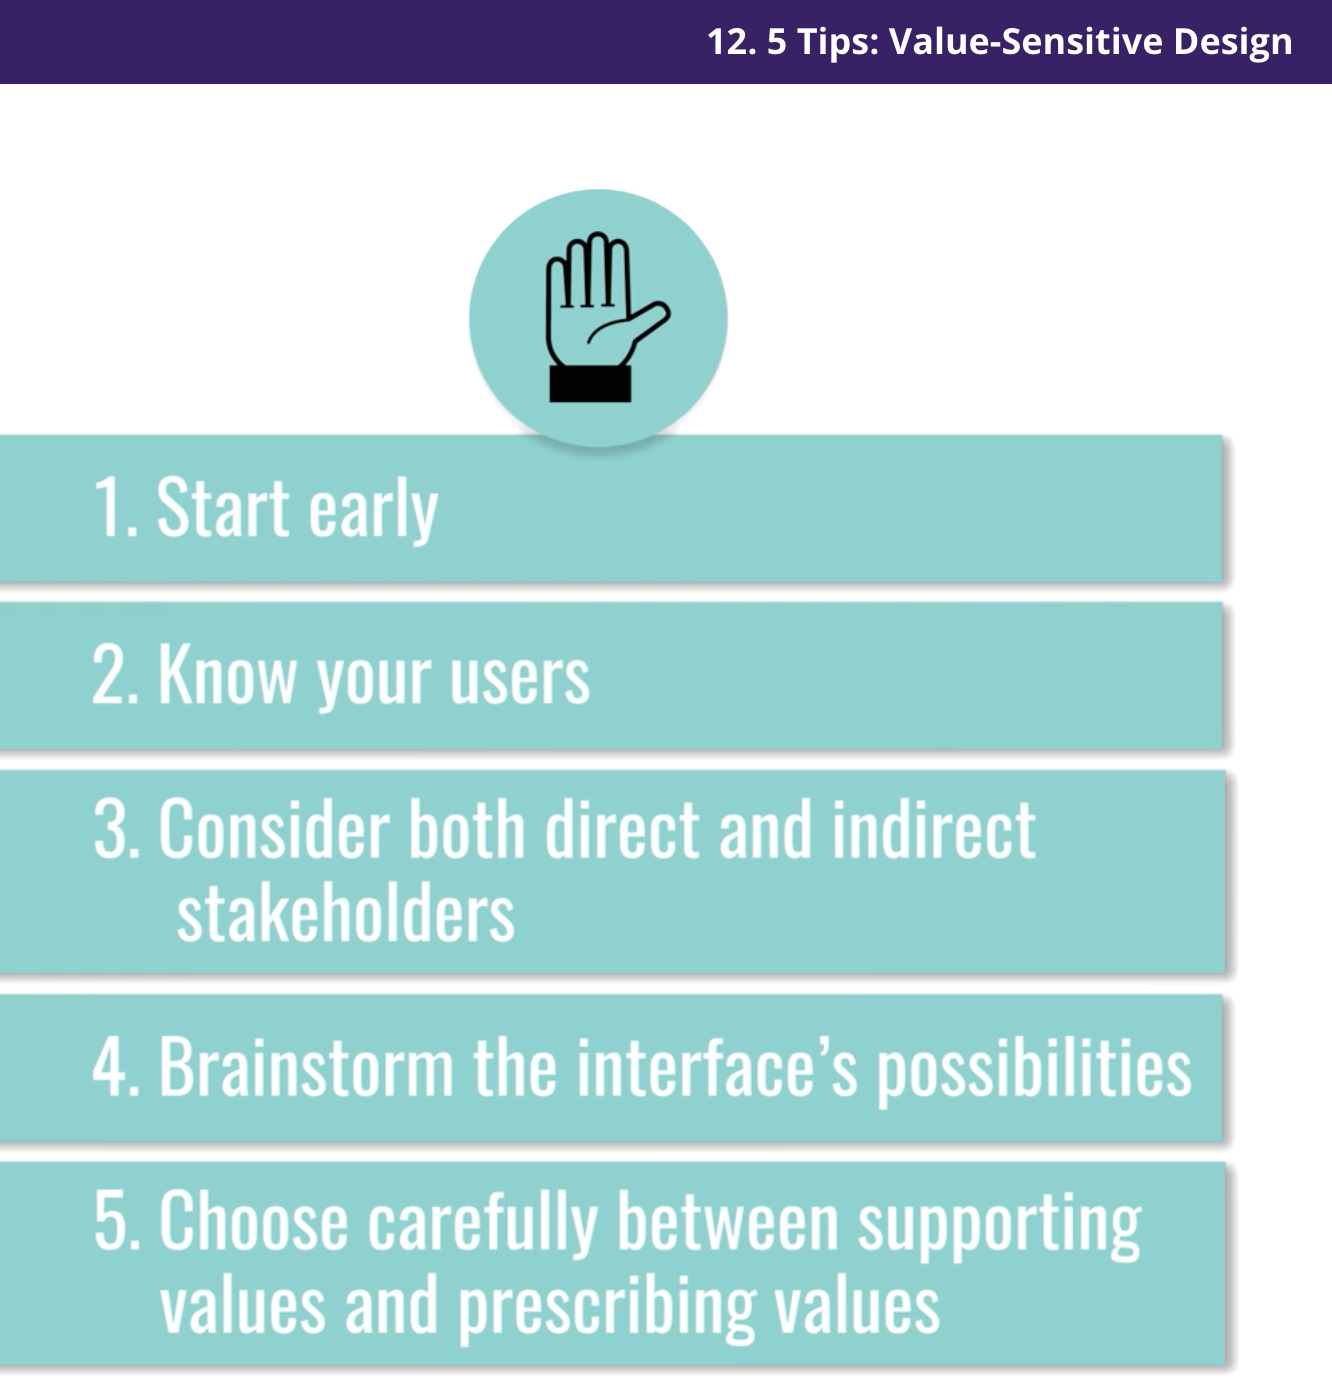 12. 5 Tips: Value-Sensitive Design
1. Start early
2. Know your users
3. Consider both direct and indirect
stakeholders
4. Brainstorm the interface’s possibilities
5. Choose carefully between supporting
values and prescribing values